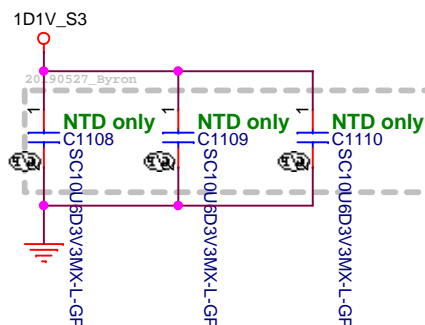 1D1V_S3
20190527_Byron
1
NTD only
C1108
SC10U6D3V3MX-L-GP
1
NTD only
C1109
SC10U6D3V3MX-L-GP
1
NTD only
C1110
SC10U6D3V3MX-L-GP